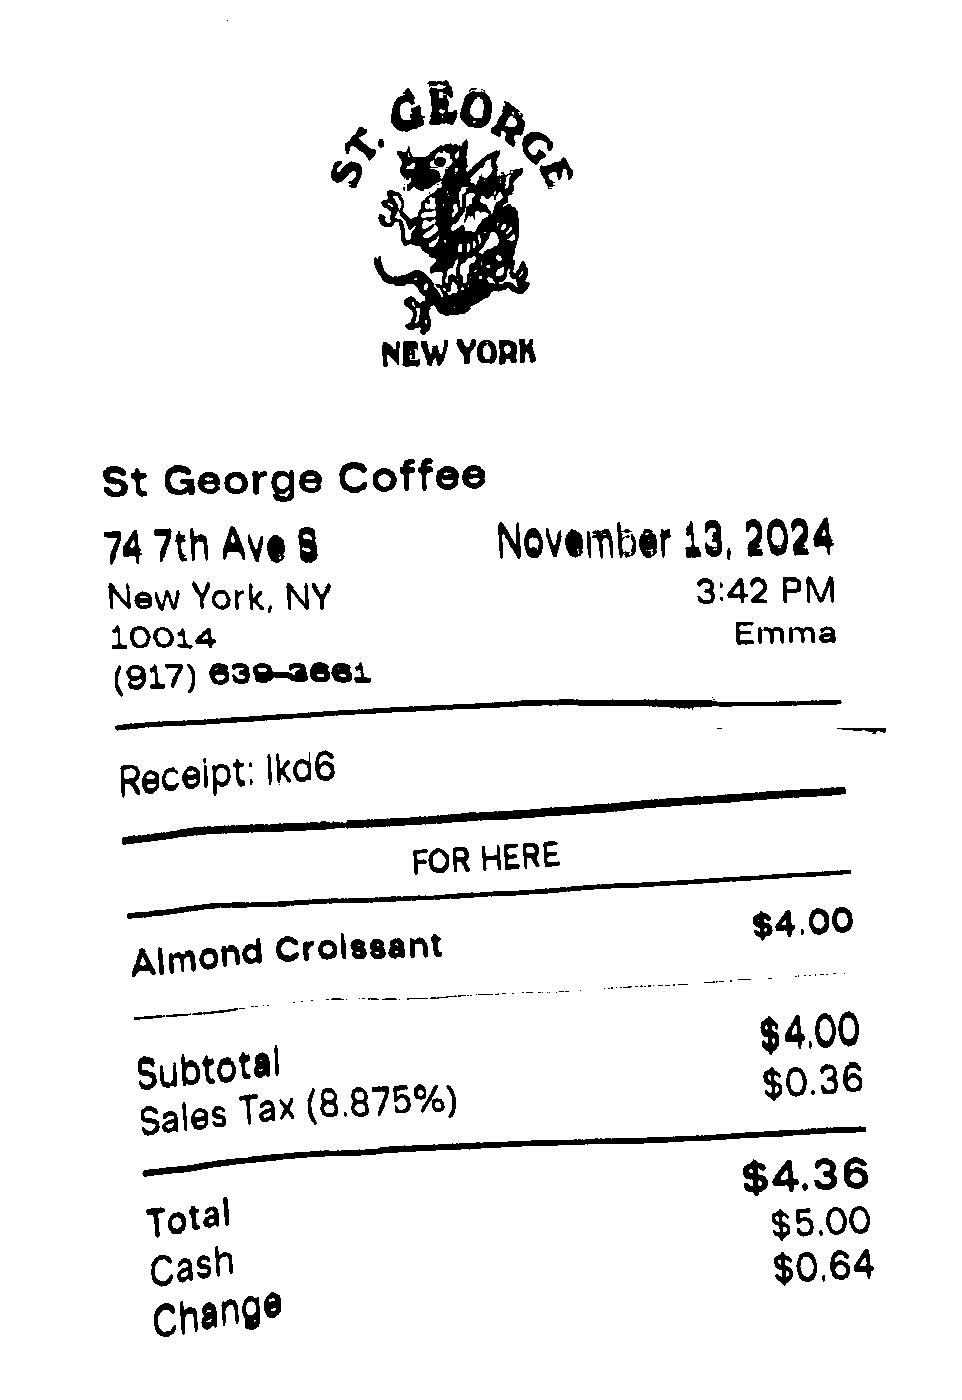 ST. GEORGE
NEW YORK
St George Coffee
74 7th Ave S November 13, 2024
New York, NY 3:42 PM
10014 Emma
(917) 639-3661
Receipt: lkd6
FOR HERE
Almond Croissant $4.00
Subtotal $4.00
Sales Tax (8.875%) $0.36
Total $4.36
Cash $5.00
Change $0.64